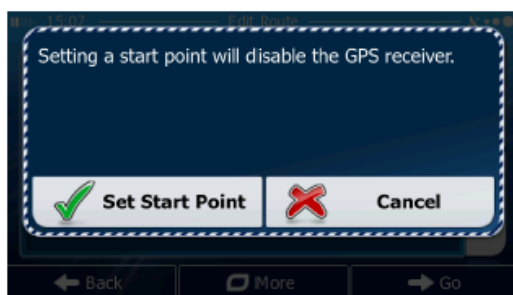 15:07 Edit Route
Setting a start point will disable the GPS receiver.
Set Start Point Cancel
Back More Go